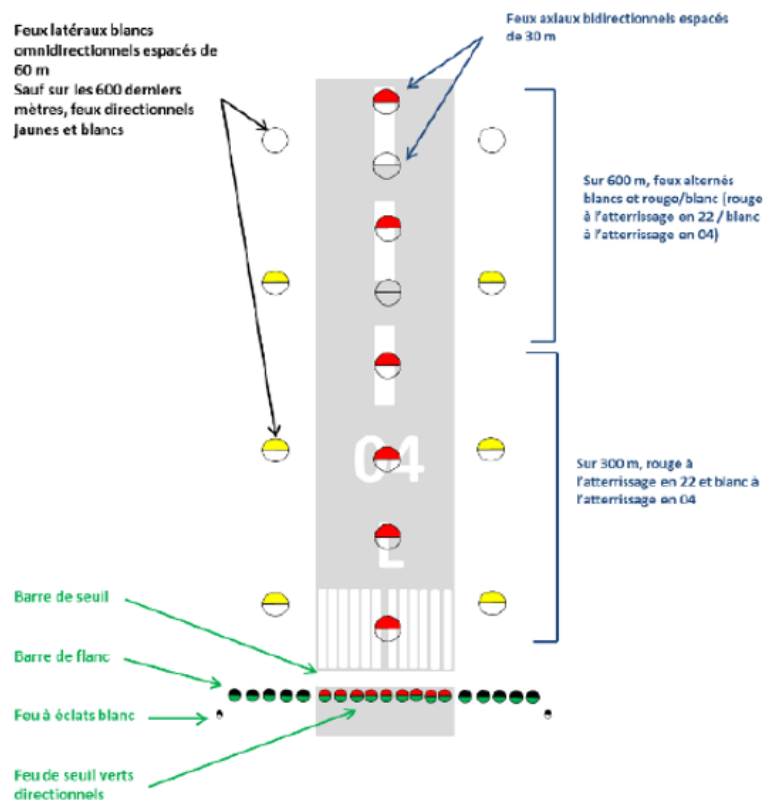 Feux latéraux blancs
omnidirectionnels espacés de
60 m
Sauf sur les 600 derniers
mètres, feux directionnels
Jaunes et blancs
Feux axiaux bidirectionnels espacés
de 30 m
Sur 600 m, feux alternés
blancs et rouge/blanc (rouge
à l'atterrissage en 22 / blanc
à l'atterrissage en 04)
04
L
Sur 300 m, rouge à
l'atterrissage en 22 et blanc à
l'atterrissage en 04
Barre de seuil
Barre de flanc
Feu à éclats blanc
Feu de seuil verts
directionnels